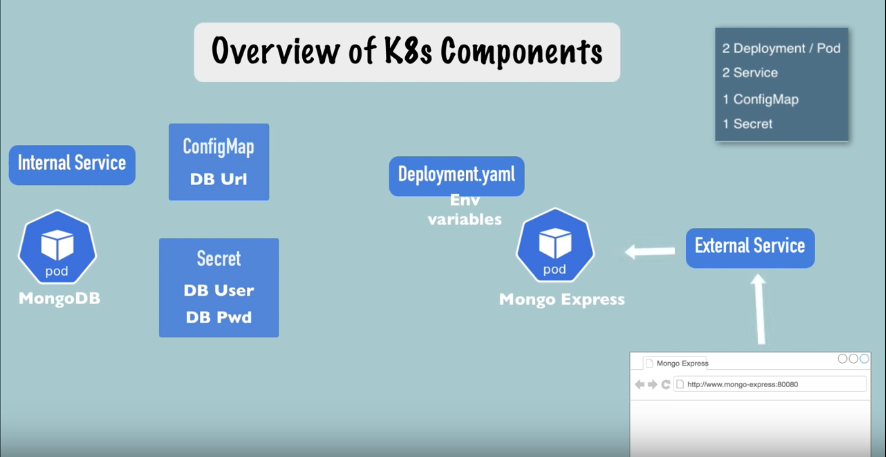 Overview of K8s Components
2 Deployment / Pod
2 Service
1 ConfigMap
1 Secret
Internal Service
pod
MongoDB
ConfigMap
DB Url
Secret
DB User
DB Pwd
Deployment.yaml
Env
variables
pod
Mongo Express
External Service
Mongo Express
http://www.mongo-express:80080